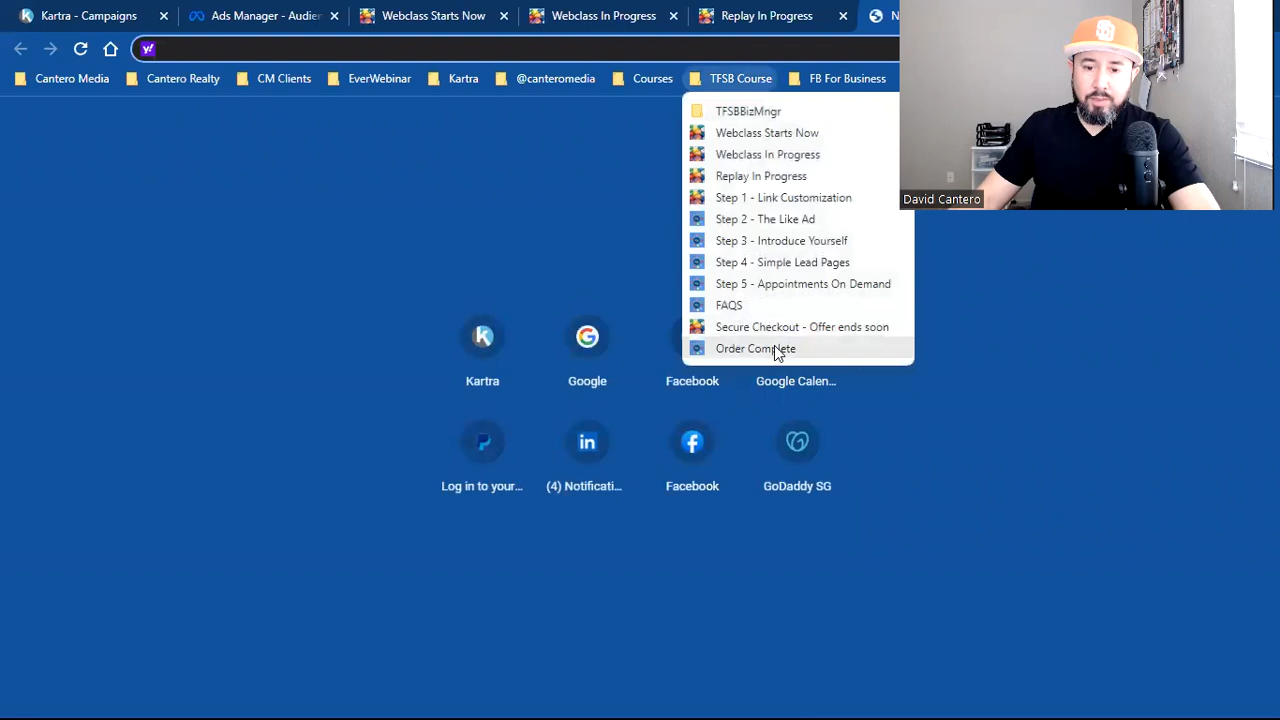 Kartra - Campaigns
Ads Manager - Audien
Webclass Starts Now
Webclass In Progress
Replay In Progress
N
y!
Cantero Media
Cantero Realty
CM Clients
EverWebinar
Kartra
@canteromedia
Courses
TFSB Course
FB For Business
TFSBBizMngr
Webclass Starts Now
Webclass In Progress
Replay In Progress
Step 1 - Link Customization
Step 2 - The Like Ad
Step 3 - Introduce Yourself
Step 4 - Simple Lead Pages
Step 5 - Appointments On Demand
FAQS
Secure Checkout - Offer ends soon
Order Complete
David Cantero
Kartra
Google
Facebook
Google Calen...
Log in to your...
(4) Notificati...
Facebook
GoDaddy SG